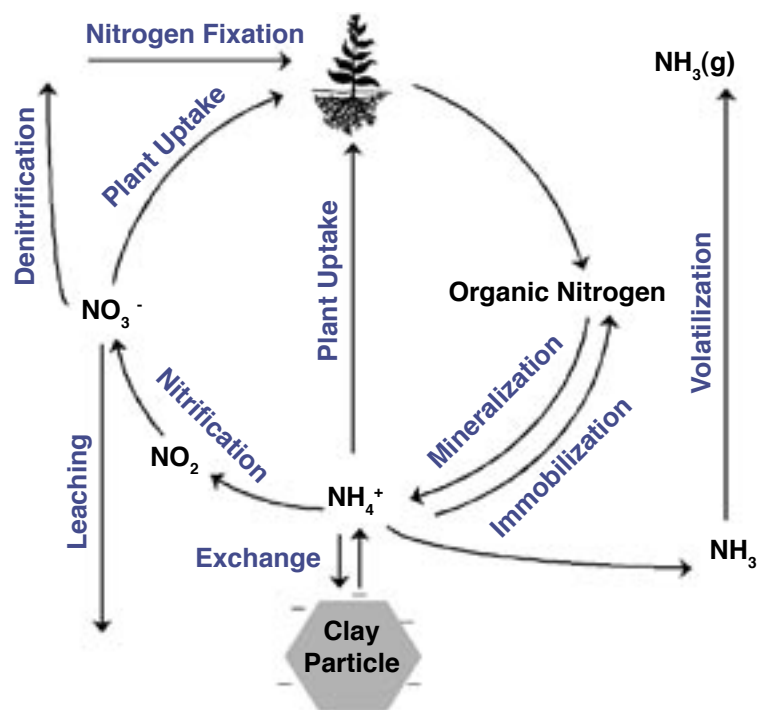 Nitrogen Fixation
NH₃(g)
Denitrification
Plant Uptake
Plant Uptake
Organic Nitrogen
Volatilization
NO₃⁻
Mineralization
Immobilization
Nitrification
NO₂
Leaching
NH₄⁺
Exchange
NH₃
Clay
Particle